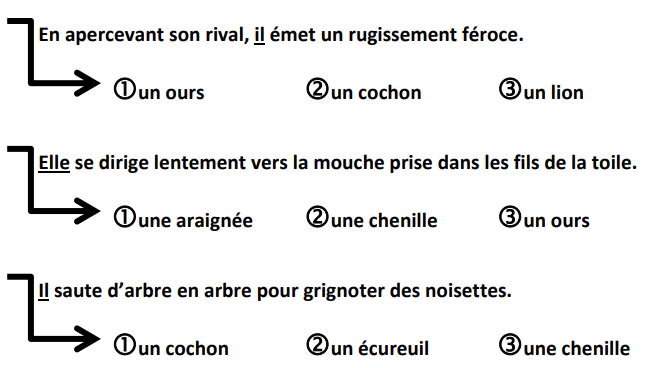 En apercevant son rival, il émet un rugissement féroce.
①un ours ②un cochon ③un lion
Elle se dirige lentement vers la mouche prise dans les fils de la toile.
①une araignée ②une chenille ③un ours
Il saute d’arbre en arbre pour grignoter des noisettes.
①un cochon ②un écureuil ③une chenille